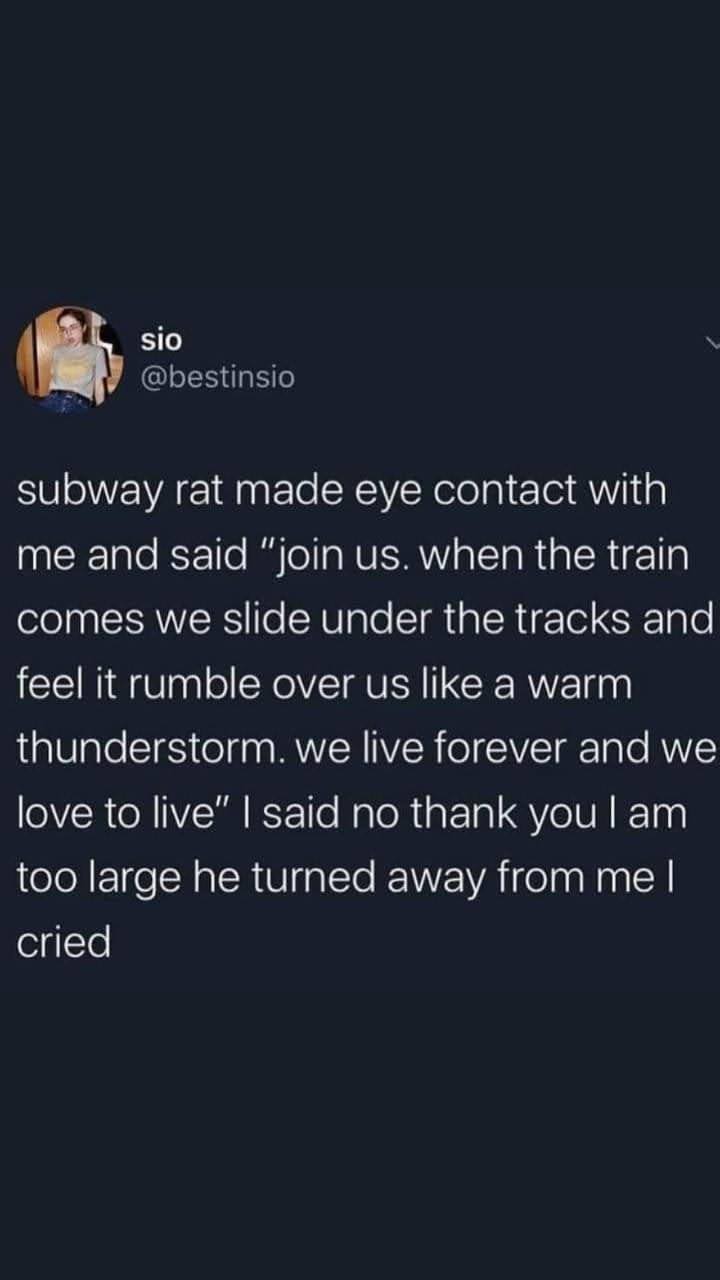 sio
@bestinsio
subway rat made eye contact with
me and said "join us. when the train
comes we slide under the tracks and
feel it rumble over us like a warm
thunderstorm. we live forever and we
love to live" I said no thank you I am
too large he turned away from me I
cried